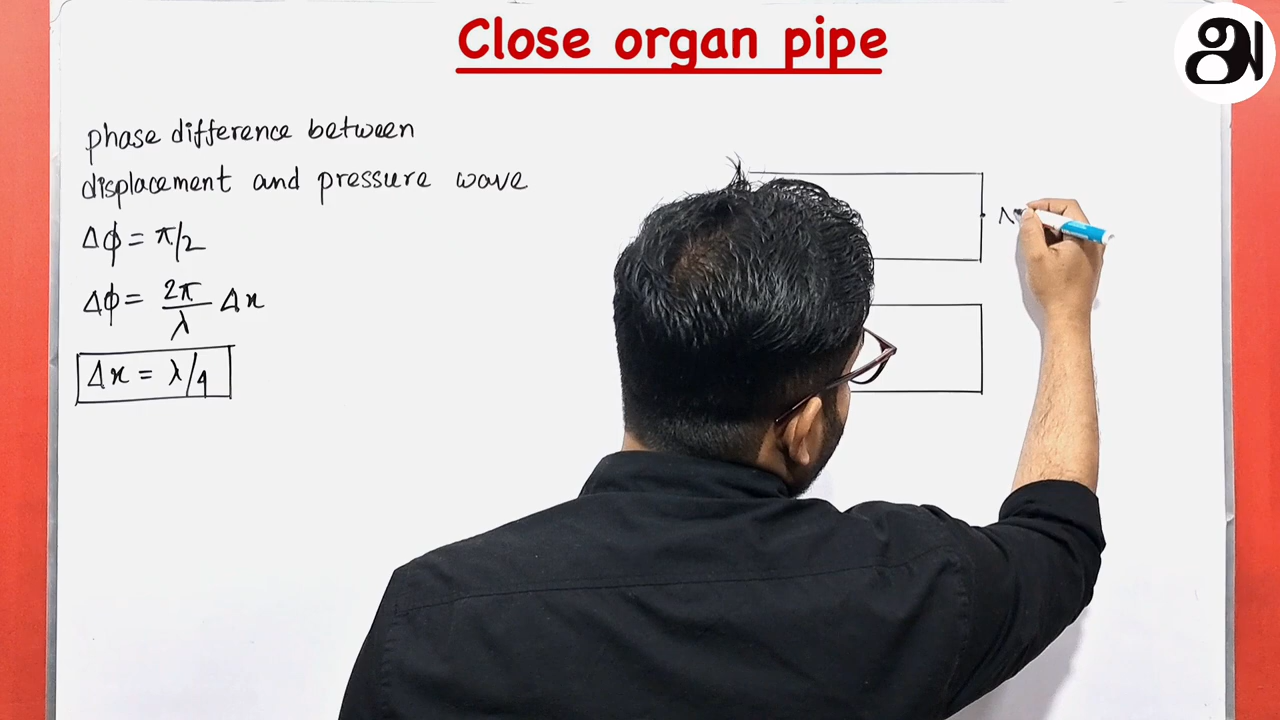 Close organ pipe
phase difference between
displacement and pressure wave
Δϕ = π/2
Δϕ = 2π/λ Δx
Δx = λ/4
N